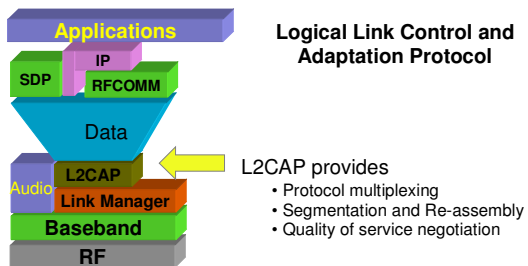 Applications
Logical Link Control and
Adaptation Protocol
IP
SDP
RFCOMM
Data
L2CAP
Audio
Link Manager
Baseband
RF
L2CAP provides
• Protocol multiplexing
• Segmentation and Re-assembly
• Quality of service negotiation